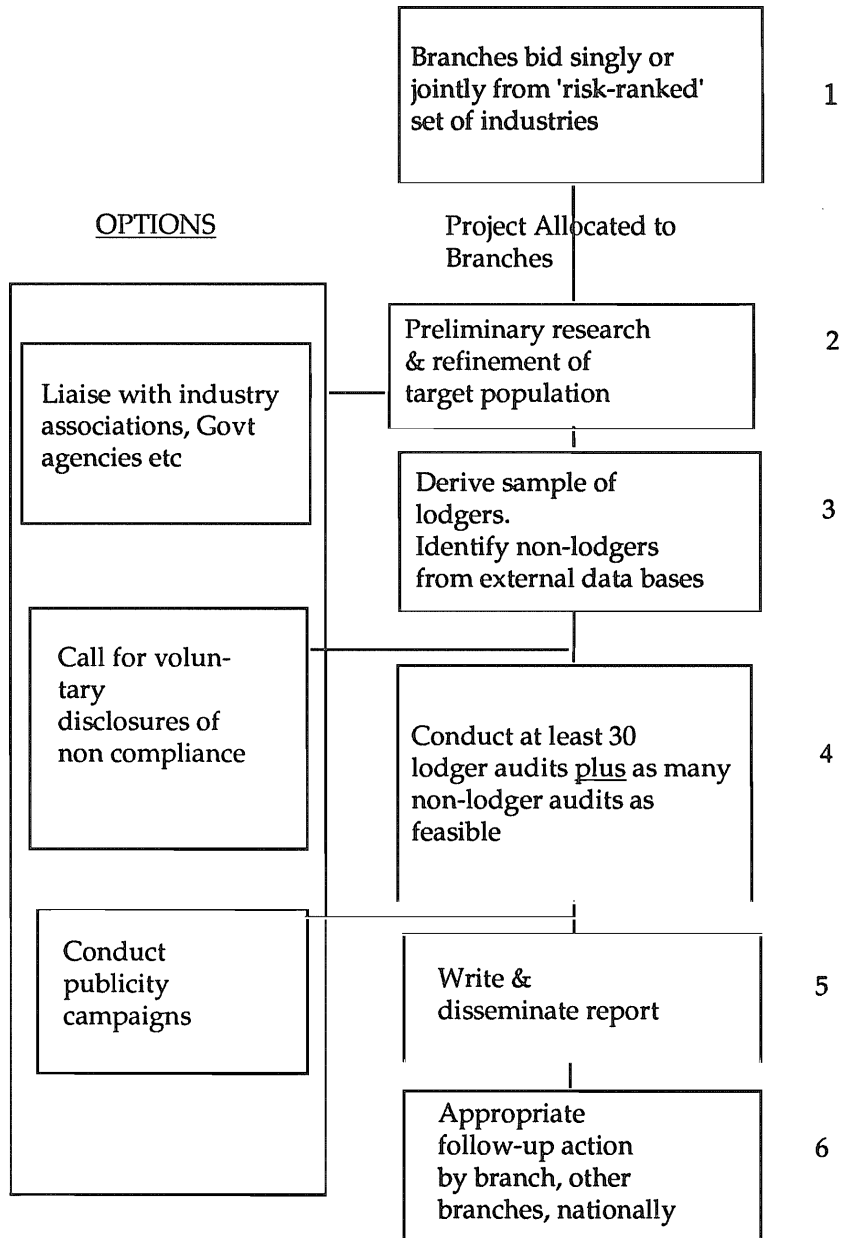 Branches bid singly or
jointly from 'risk-ranked'
set of industries
1
OPTIONS
Project Allocated to
Branches
Preliminary research
& refinement of
target population
2
Liaise with industry
associations, Govt
agencies etc
Derive sample of
lodgers.
Identify non-lodgers
from external data bases
3
Call for volun-
tary
disclosures of
non compliance
Conduct at least 30
lodger audits plus as many
non-lodger audits as
feasible
4
Conduct
publicity
campaigns
Write &
disseminate report
5
Appropriate
follow-up action
by branch, other
branches, nationally
6